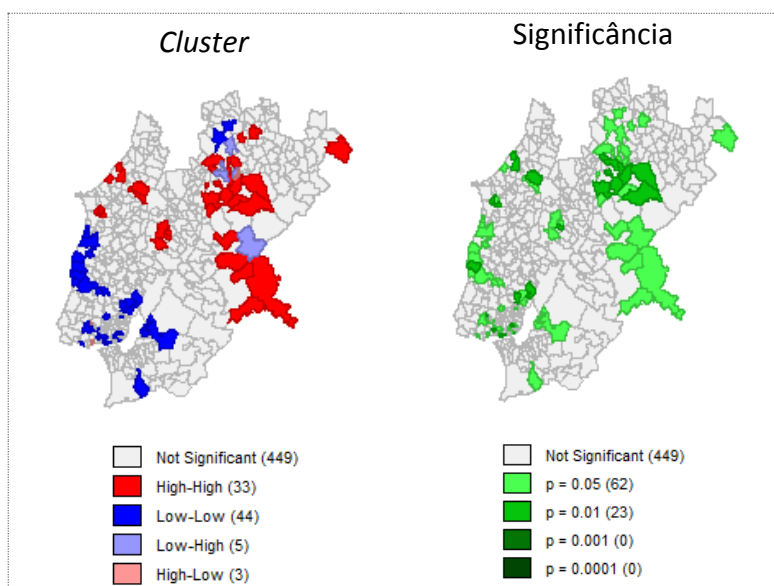 Cluster
Significância
Not Significant (449)
High-High (33)
Low-Low (44)
Low-High (5)
High-Low (3)
Not Significant (449)
p = 0.05 (62)
p = 0.01 (23)
p = 0.001 (0)
p = 0.0001 (0)